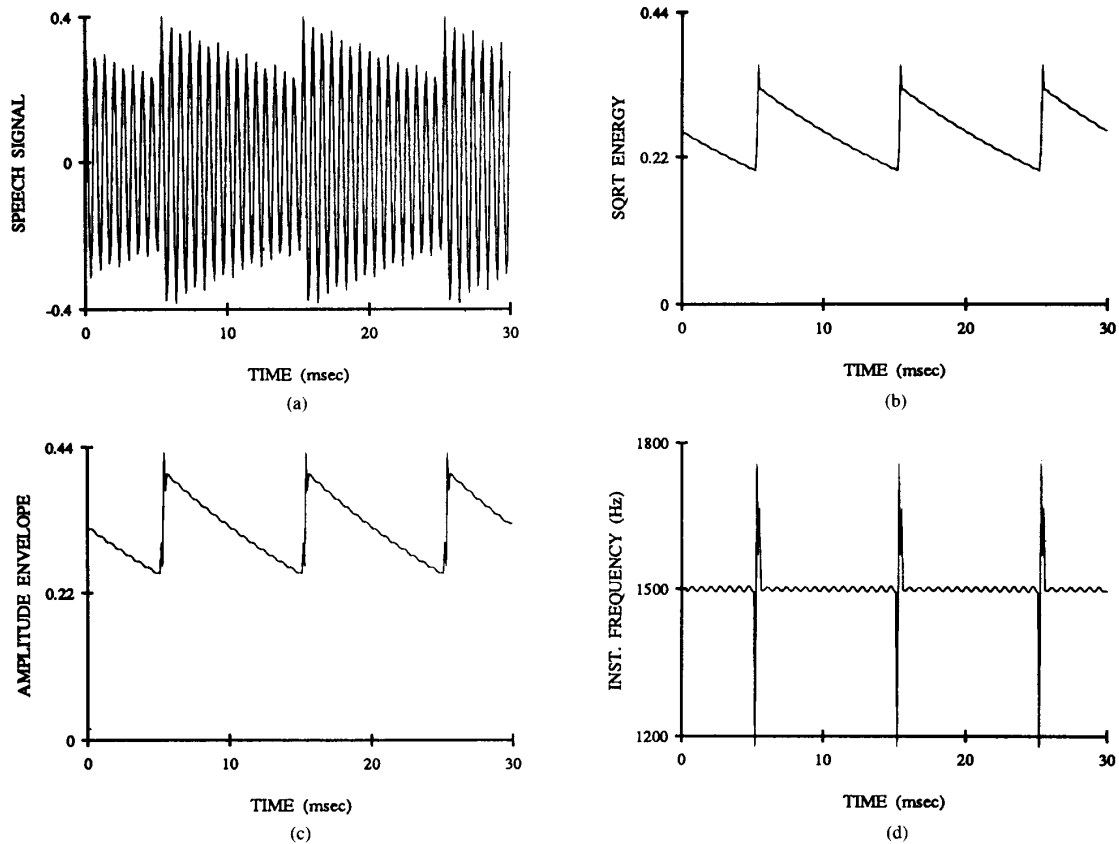 0.4
0
-0.4
SPEECH SIGNAL
0 10 20 30
TIME (msec)
(a)
0.44
0.22
0
SQRT ENERGY
0 10 20 30
TIME (msec)
(b)
0.44
0.22
0
AMPLITUDE ENVELOPE
0 10 20 30
TIME (msec)
(c)
1800
1500
1200
INST. FREQUENCY (Hz)
0 10 20 30
TIME (msec)
(d)